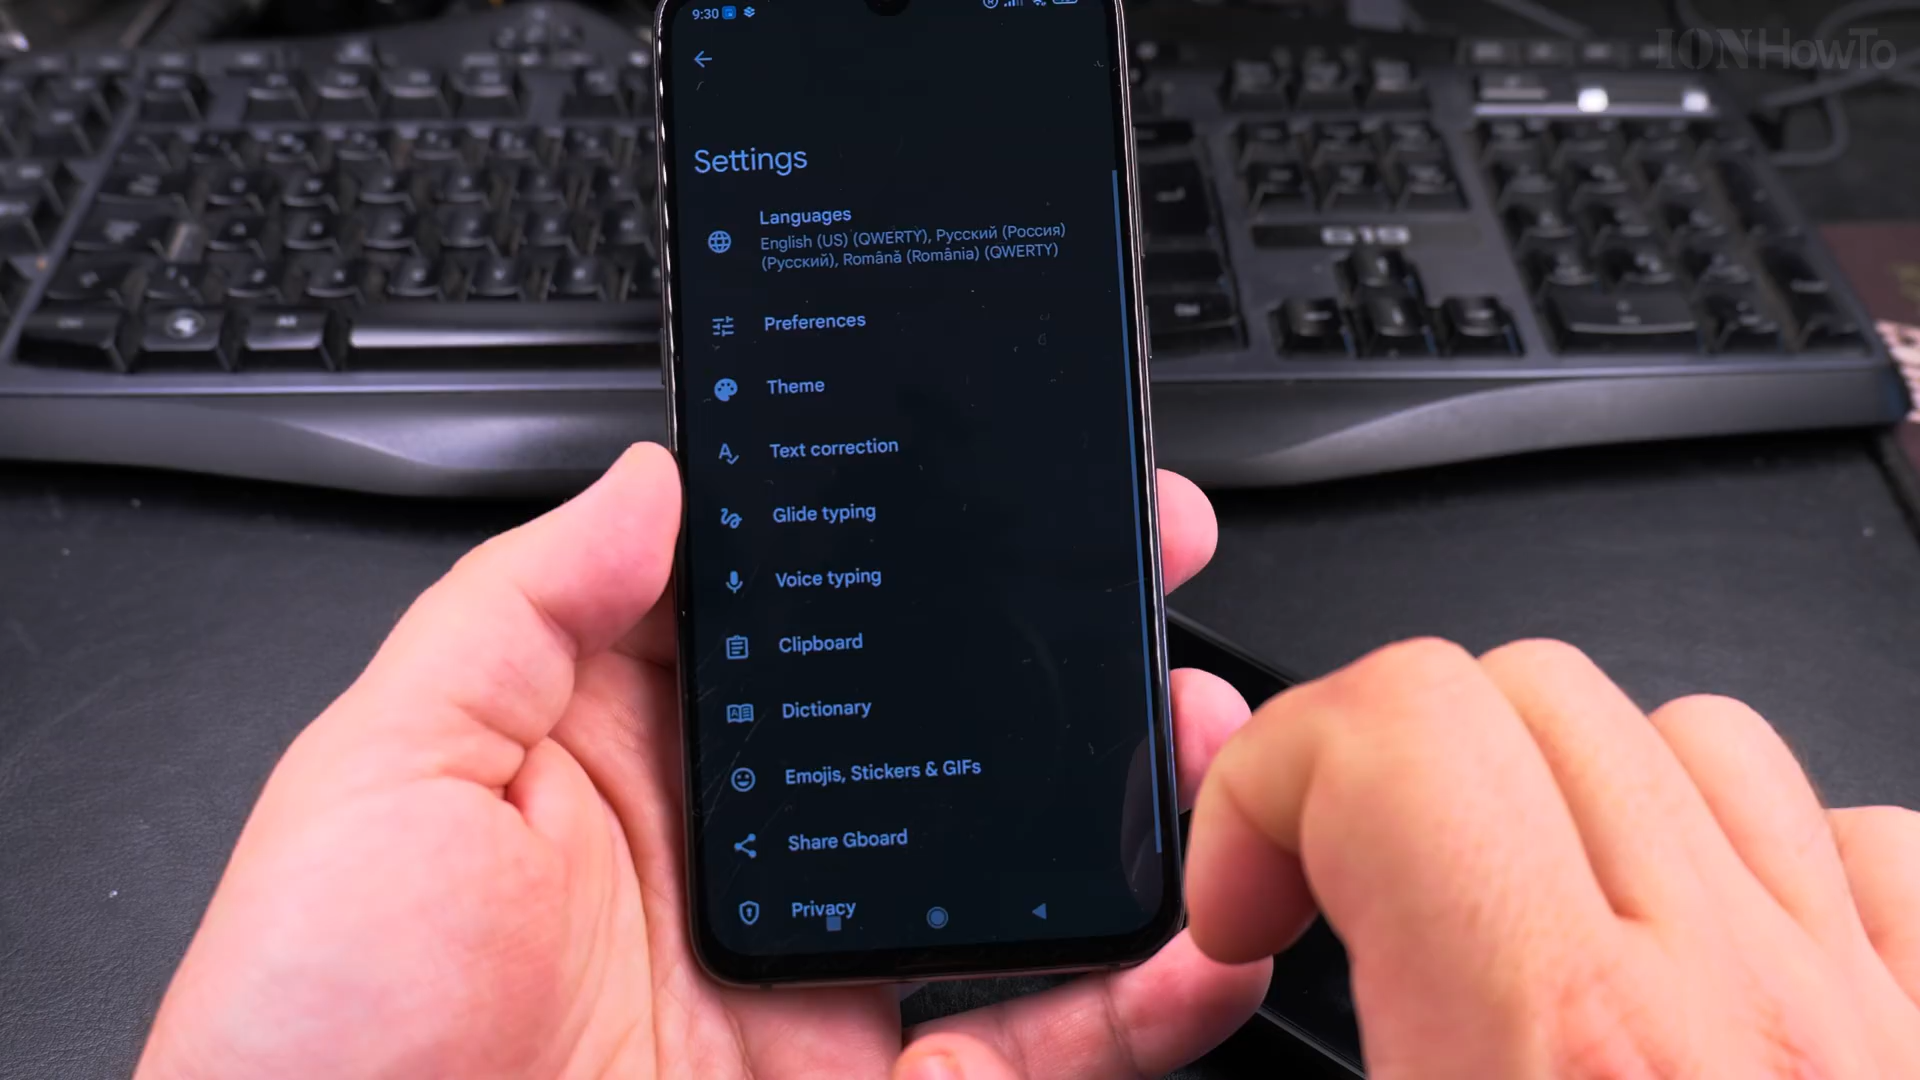 9:30
IONHowTo
Settings
Languages
English (US) (QWERTY), Русский (Россия)
(Русский), Română (România) (QWERTY)
G19
Preferences
Theme
Text correction
Glide typing
Voice typing
Clipboard
Dictionary
Emojis, Stickers & GIFs
Share Gboard
Privacy